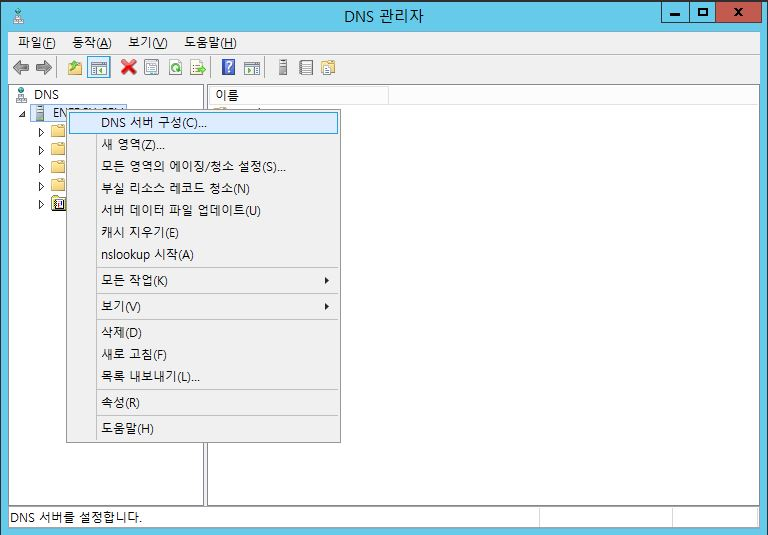 DNS 관리자
파일(F) 동작(A) 보기(V) 도움말(H)
DNS
이름
DNS 서버 구성(C)...
새 영역(Z)...
모든 영역의 에이징/청소 설정(S)...
부실 리소스 레코드 청소(N)
서버 데이터 파일 업데이트(U)
캐시 지우기(E)
nslookup 시작(A)
모든 작업(K)
보기(V)
삭제(D)
새로 고침(F)
목록 내보내기(L)...
속성(R)
도움말(H)
DNS 서버를 설정합니다.